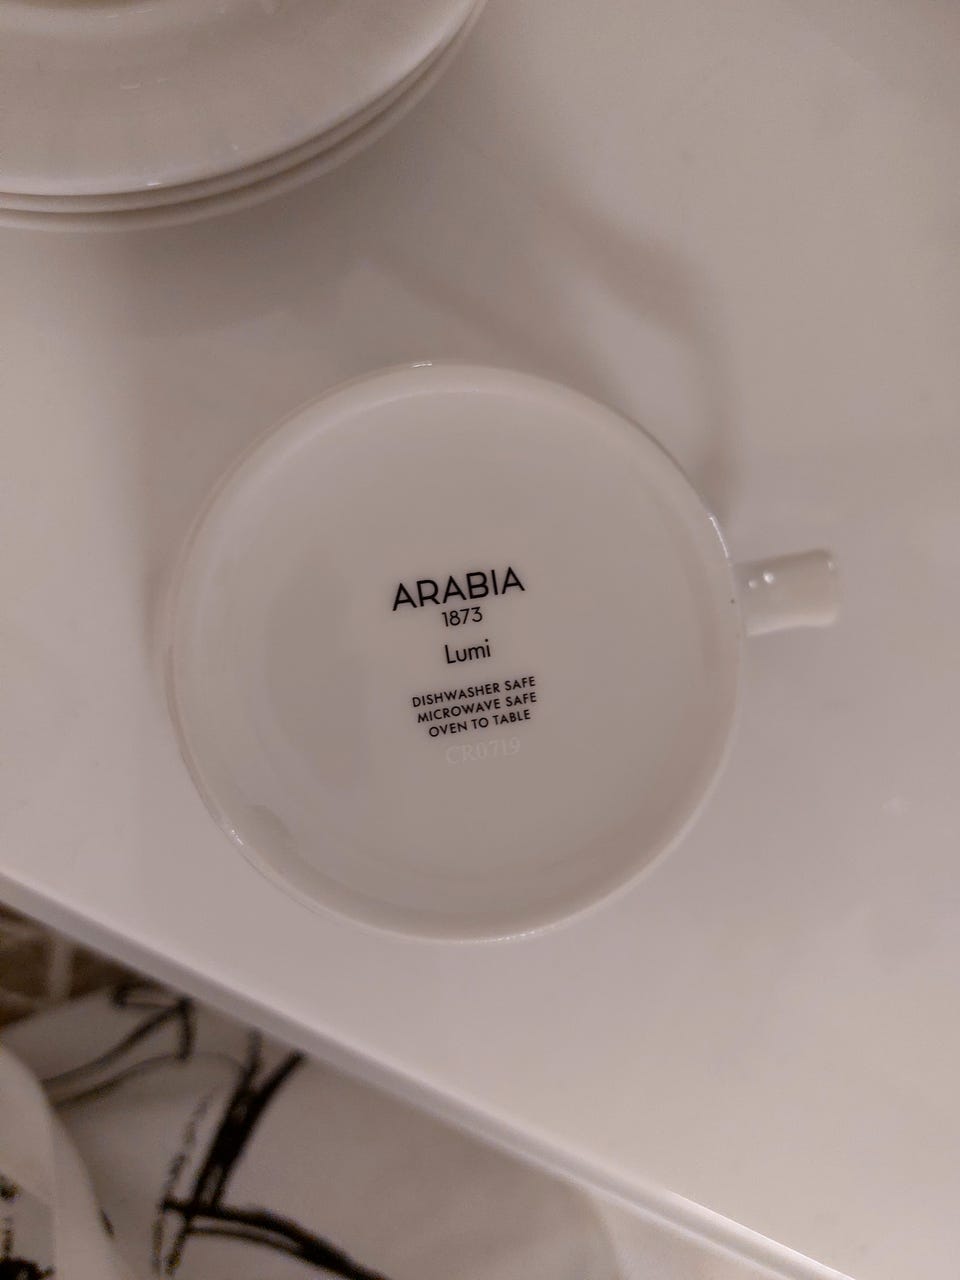 ARABIA
1873
Lumi
DISHWASHER SAFE
MICROWAVE SAFE
OVEN TO TABLE
CR0719